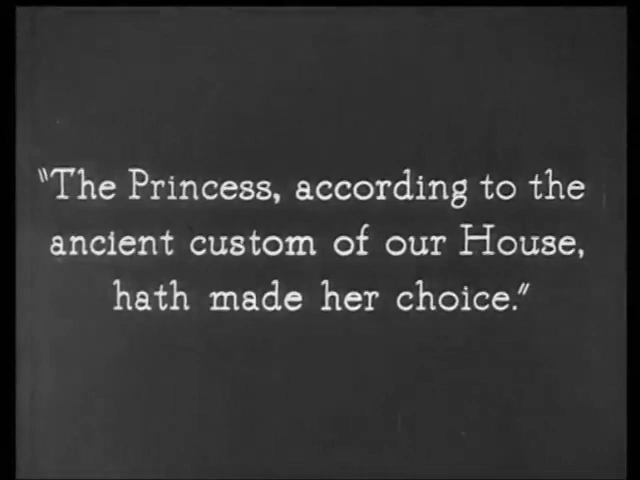 "The Princess, according to the
ancient custom of our House,
hath made her choice."